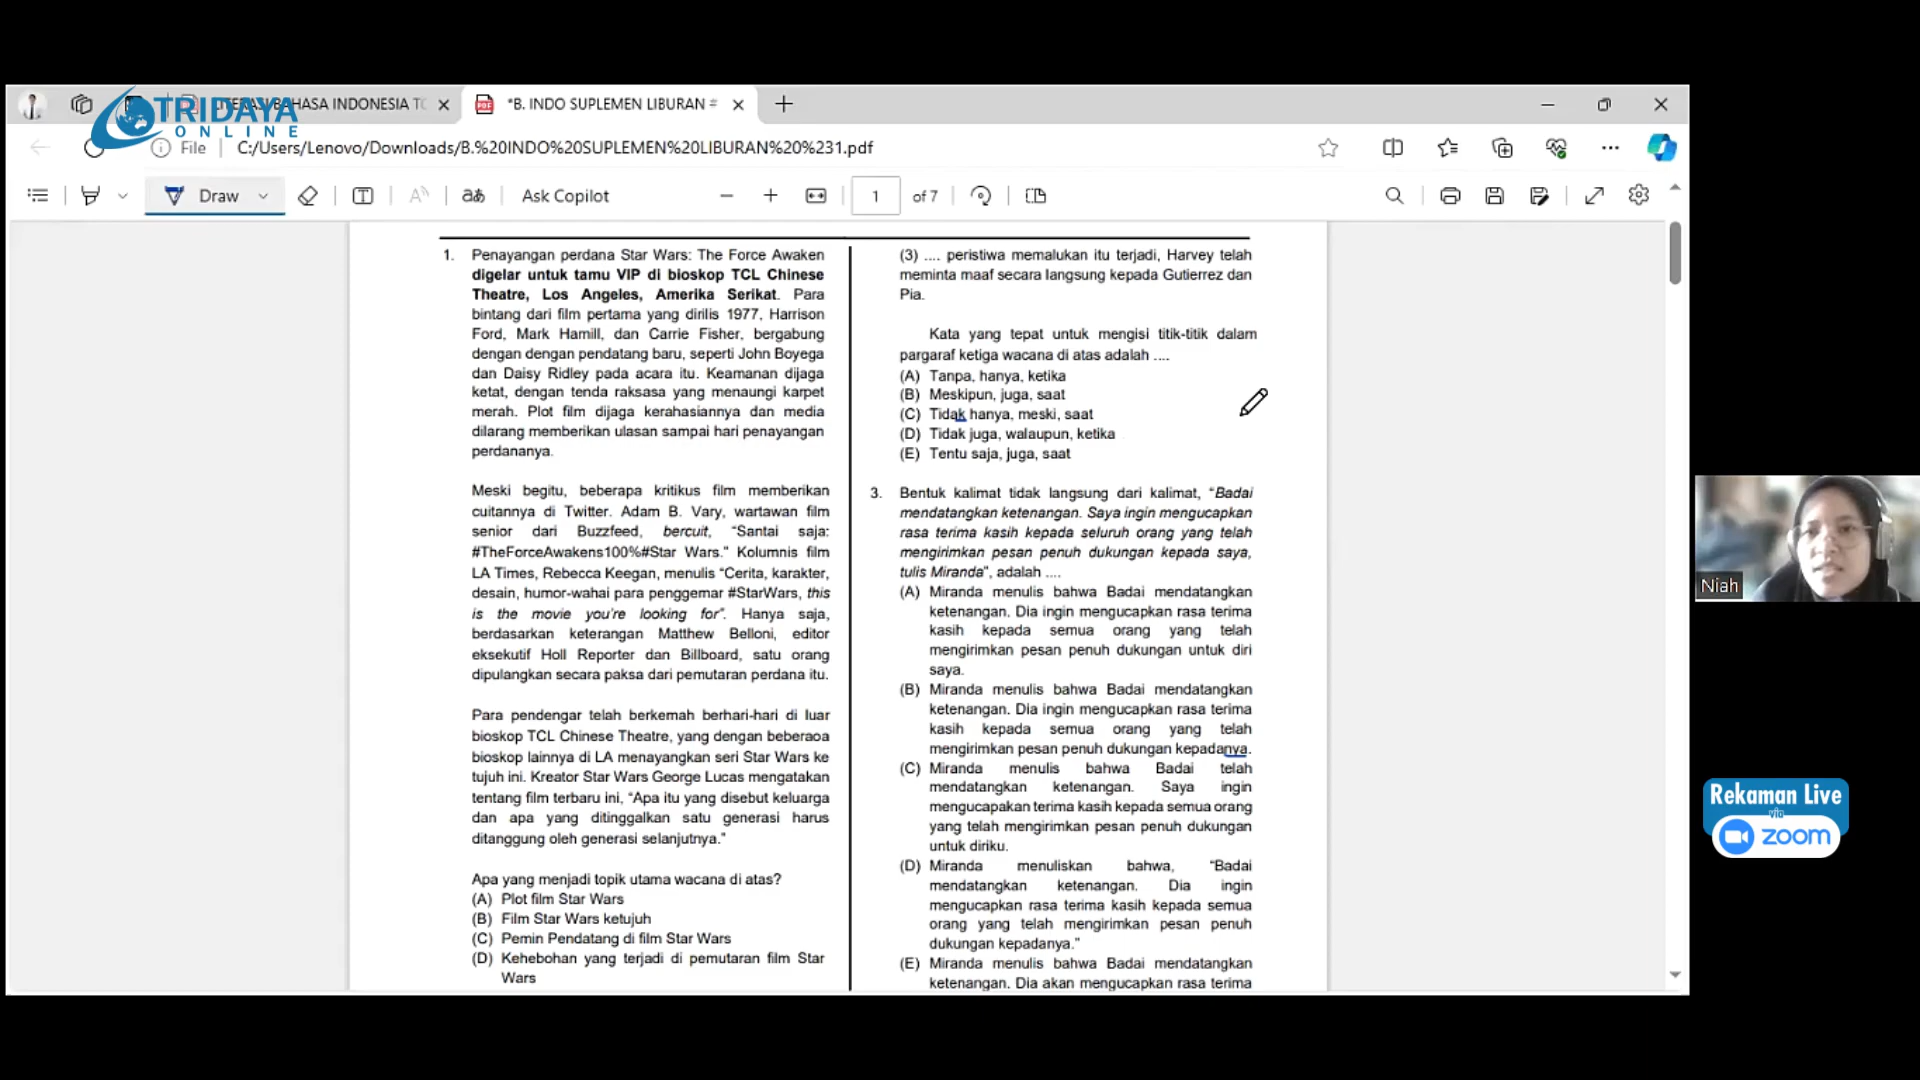 TRIDAYA
ONLINE
BAHASA INDONESIA
*B. INDO SUPLEMEN LIBURAN #
File
C:/Users/Lenovo/Downloads/B.%20INDO%20SUPLEMEN%20LIBURAN%20%231.pdf
Draw
Ask Copilot
1 of 7
1. Penayangan perdana Star Wars: The Force Awaken
digelar untuk tamu VIP di bioskop TCL Chinese
Theatre, Los Angeles, Amerika Serikat. Para
bintang dari film pertama yang dirilis 1977, Harrison
Ford, Mark Hamill, dan Carrie Fisher, bergabung
dengan dengan pendatang baru, seperti John Boyega
dan Daisy Ridley pada acara itu. Keamanan dijaga
ketat, dengan tenda raksasa yang menaungi karpet
merah. Plot film dijaga kerahasiannya dan media
dilarang memberikan ulasan sampai hari penayangan
perdananya.
Meski begitu, beberapa kritikus film memberikan
cuitannya di Twitter. Adam B. Vary, wartawan film
senior dari Buzzfeed, bercuit, “Santai saja:
#TheForceAwakens100%#Star Wars.” Kolumnis film
LA Times, Rebecca Keegan, menulis “Cerita, karakter,
desain, humor-wahai para penggemar #StarWars, this
is the movie you’re looking for”. Hanya saja,
berdasarkan keterangan Matthew Belloni, editor
eksekutif Holl Reporter dan Billboard, satu orang
dipulangkan secara paksa dari pemutaran perdana itu.
Para pendengar telah berkemah berhari-hari di luar
bioskop TCL Chinese Theatre, yang dengan beberaoa
bioskop lainnya di LA menayangkan seri Star Wars ke
tujuh ini. Kreator Star Wars George Lucas mengatakan
tentang film terbaru ini, “Apa itu yang disebut keluarga
dan apa yang ditinggalkan satu generasi harus
ditanggung oleh generasi selanjutnya.”
Apa yang menjadi topik utama wacana di atas?
(A) Plot film Star Wars
(B) Film Star Wars ketujuh
(C) Pemin Pendatang di film Star Wars
(D) Kehebohan yang terjadi di pemutaran film Star
Wars
(3) .... peristiwa memalukan itu terjadi, Harvey telah
meminta maaf secara langsung kepada Gutierrez dan
Pia.
Kata yang tepat untuk mengisi titik-titik dalam
pargaraf ketiga wacana di atas adalah ....
(A) Tanpa, hanya, ketika
(B) Meskipun, juga, saat
(C) Tidak hanya, meski, saat
(D) Tidak juga, walaupun, ketika
(E) Tentu saja, juga, saat
3. Bentuk kalimat tidak langsung dari kalimat, “Badai
mendatangkan ketenangan. Saya ingin mengucapkan
rasa terima kasih kepada seluruh orang yang telah
mengirimkan pesan penuh dukungan kepada saya,
tulis Miranda”, adalah ....
(A) Miranda menulis bahwa Badai mendatangkan
ketenangan. Dia ingin mengucapkan rasa terima
kasih kepada semua orang yang telah
mengirimkan pesan penuh dukungan untuk diri
saya.
(B) Miranda menulis bahwa Badai mendatangkan
ketenangan. Dia ingin mengucapkan rasa terima
kasih kepada semua orang yang telah
mengirimkan pesan penuh dukungan kepadanya.
(C) Miranda menulis bahwa Badai telah
mendatangkan ketenangan. Saya ingin
mengucapakan terima kasih kepada semua orang
yang telah mengirimkan pesan penuh dukungan
untuk diriku.
(D) Miranda menuliskan bahwa, “Badai
mendatangkan ketenangan. Dia ingin
mengucapkan rasa terima kasih kepada semua
orang yang telah mengirimkan pesan penuh
dukungan kepadanya.”
(E) Miranda menulis bahwa Badai mendatangkan
ketenangan. Dia akan mengucapkan rasa terima
Niah
Rekaman Live
via
zoom